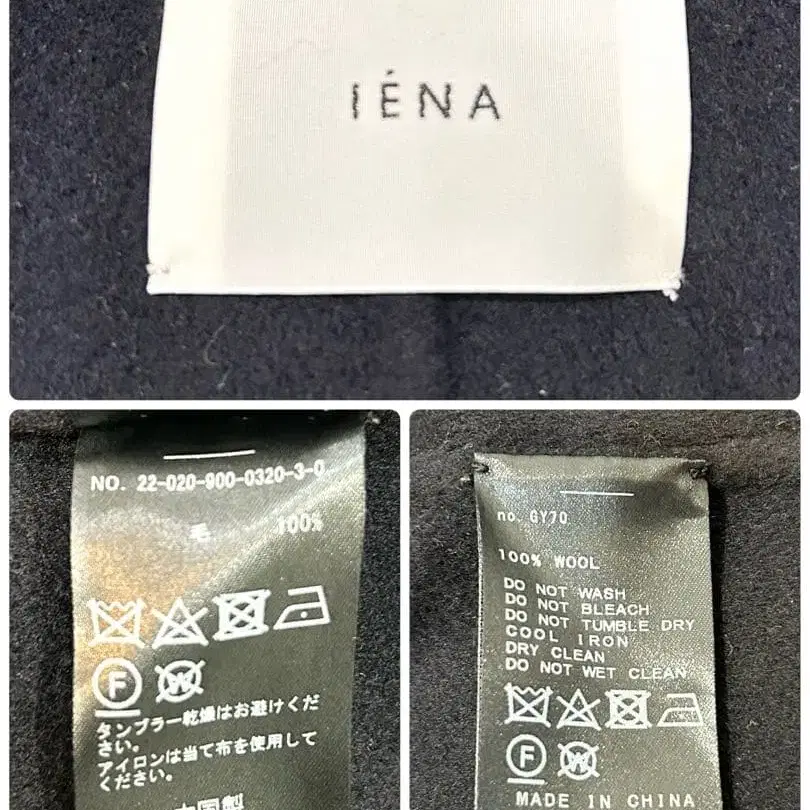 IÉNA
NO. 22-020-900-0320-3-0
毛 100%
F W
タンブラー乾燥はお避けくだ
さい。
アイロンは当て布を使用して
ください。
中国製
no. GY70
100% WOOL
DO NOT WASH
DO NOT BLEACH
DO NOT TUMBLE DRY
COOL IRON
DRY CLEAN
DO NOT WET CLEAN
F W
MADE IN CHINA